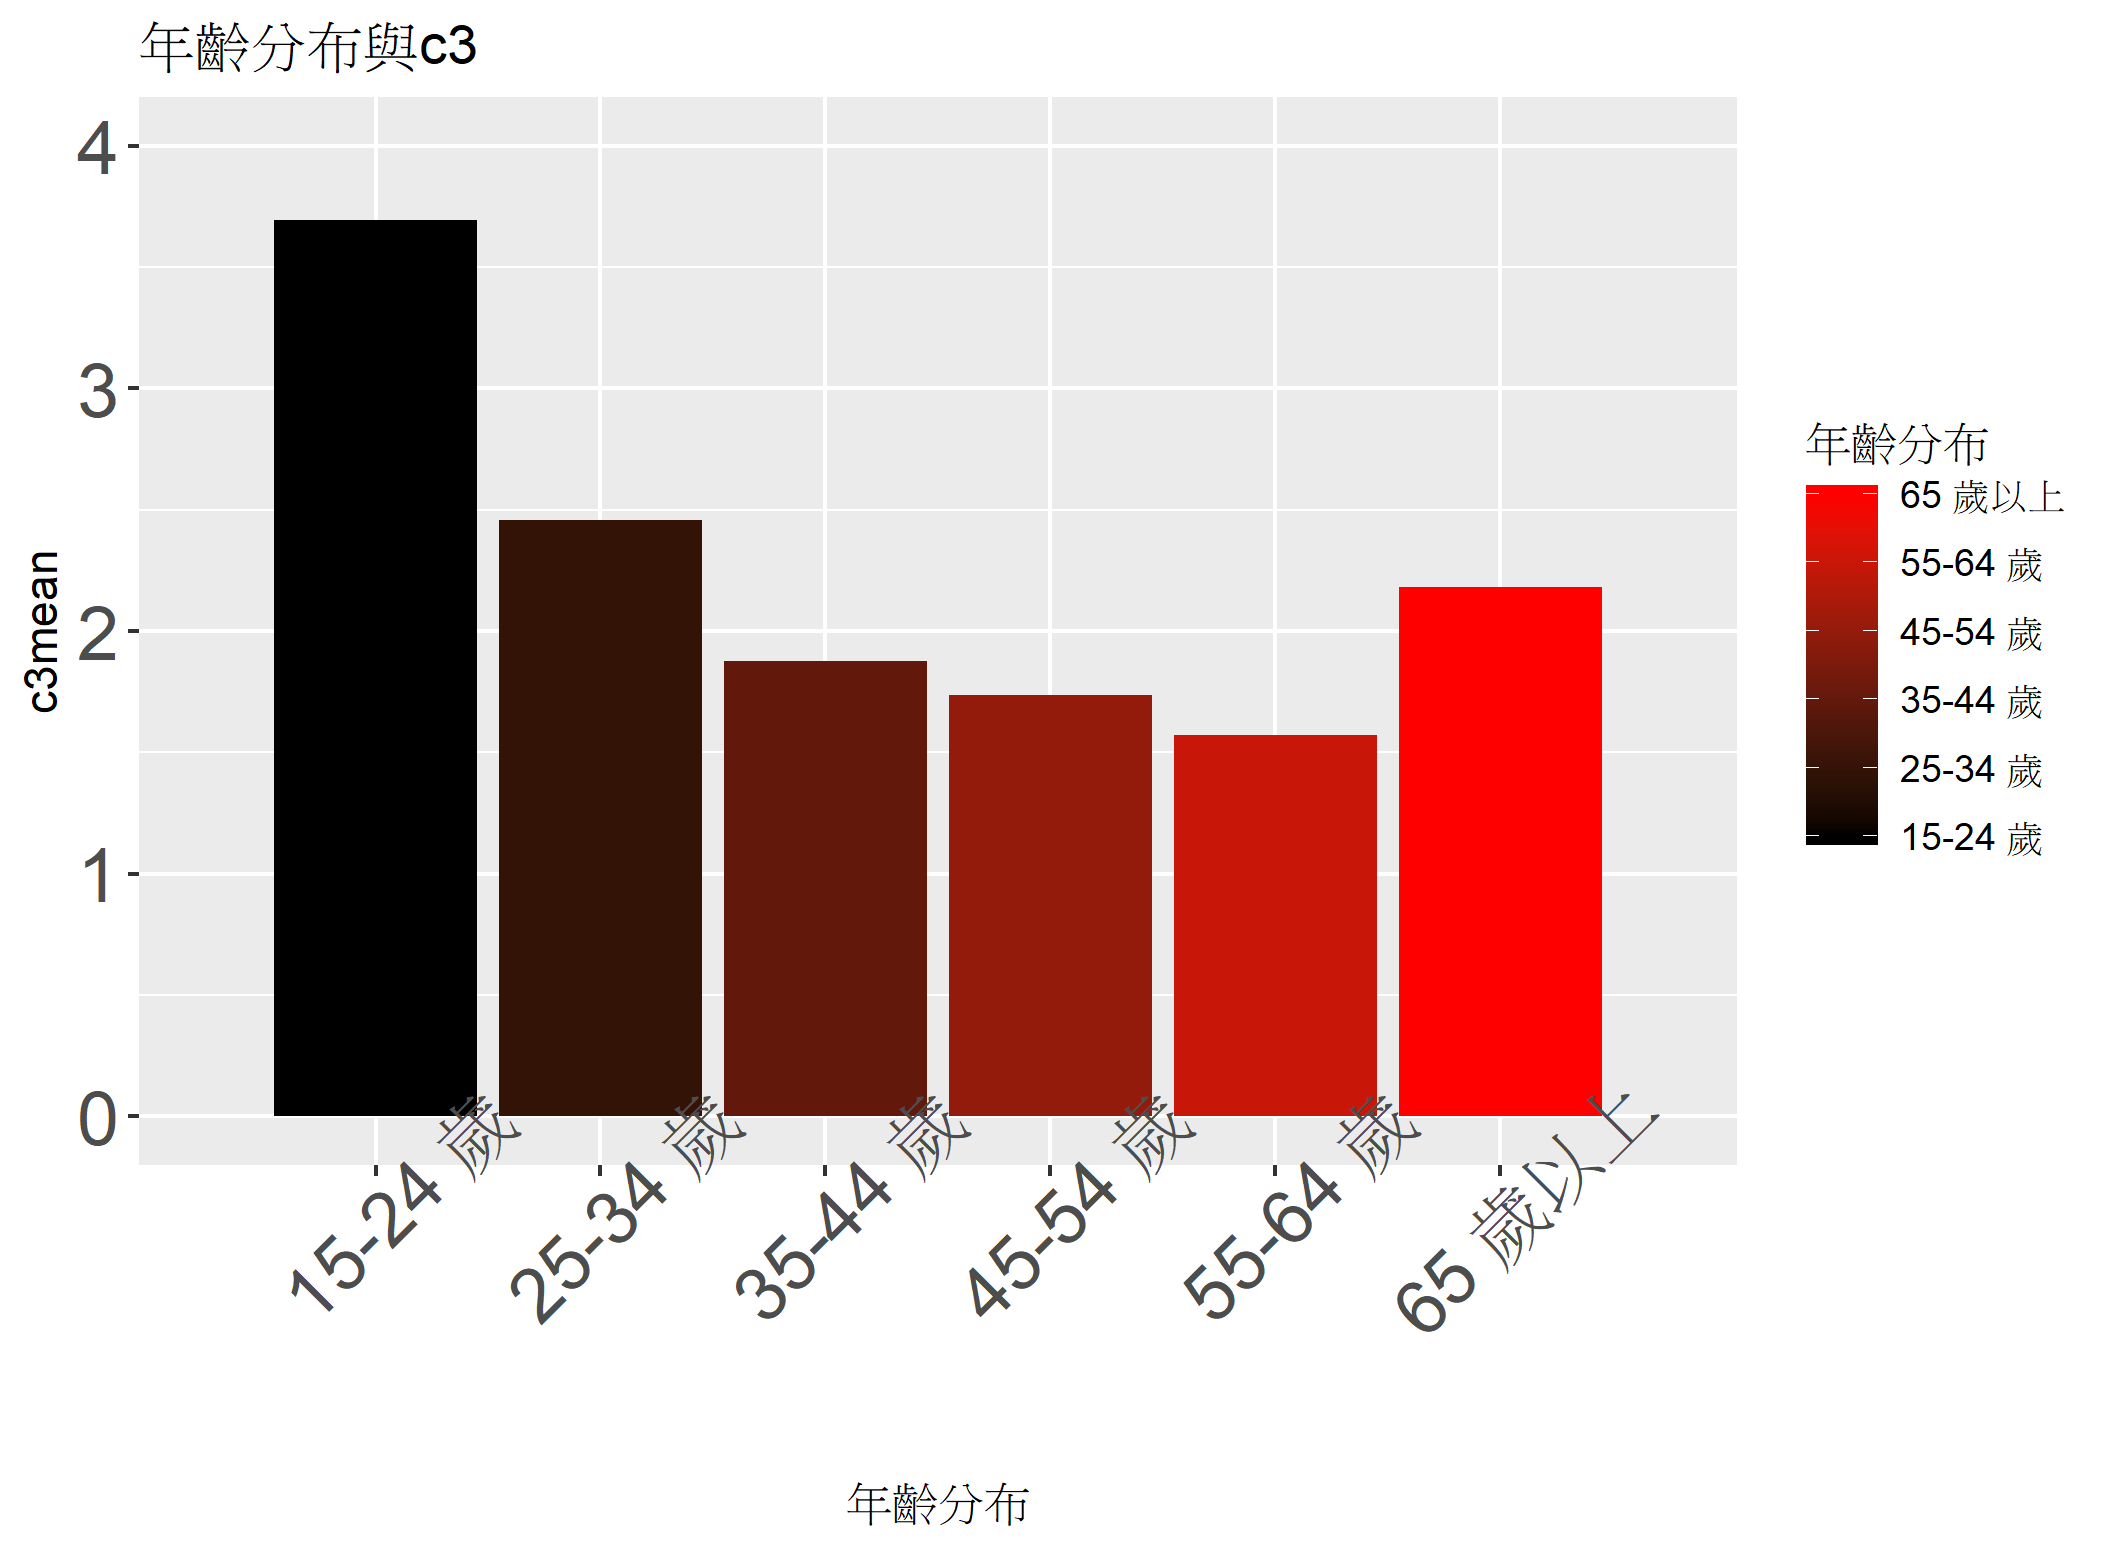 年齡分布與c3
4
3
2
1
0
c3mean
15-24 歲
25-34 歲
35-44 歲
45-54 歲
55-64 歲
65 歲以上
年齡分布
年齡分布
65 歲以上
55-64 歲
45-54 歲
35-44 歲
25-34 歲
15-24 歲